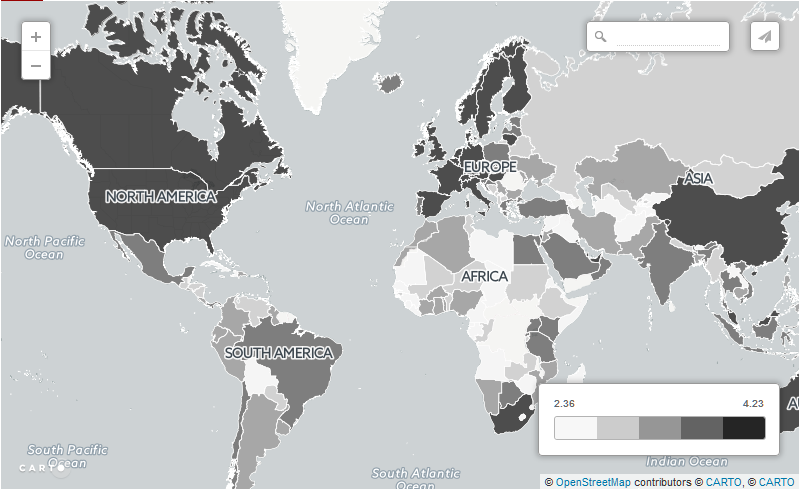 +
−
NORTH AMERICA
EUROPE
ASIA
North Atlantic
Ocean
North Pacific
Ocean
AFRICA
SOUTH AMERICA
2.36 4.23
A
South Pacific
Ocean
CARTO
South Atlantic
Ocean
Indian Ocean
© OpenStreetMap contributors © CARTO, © CARTO